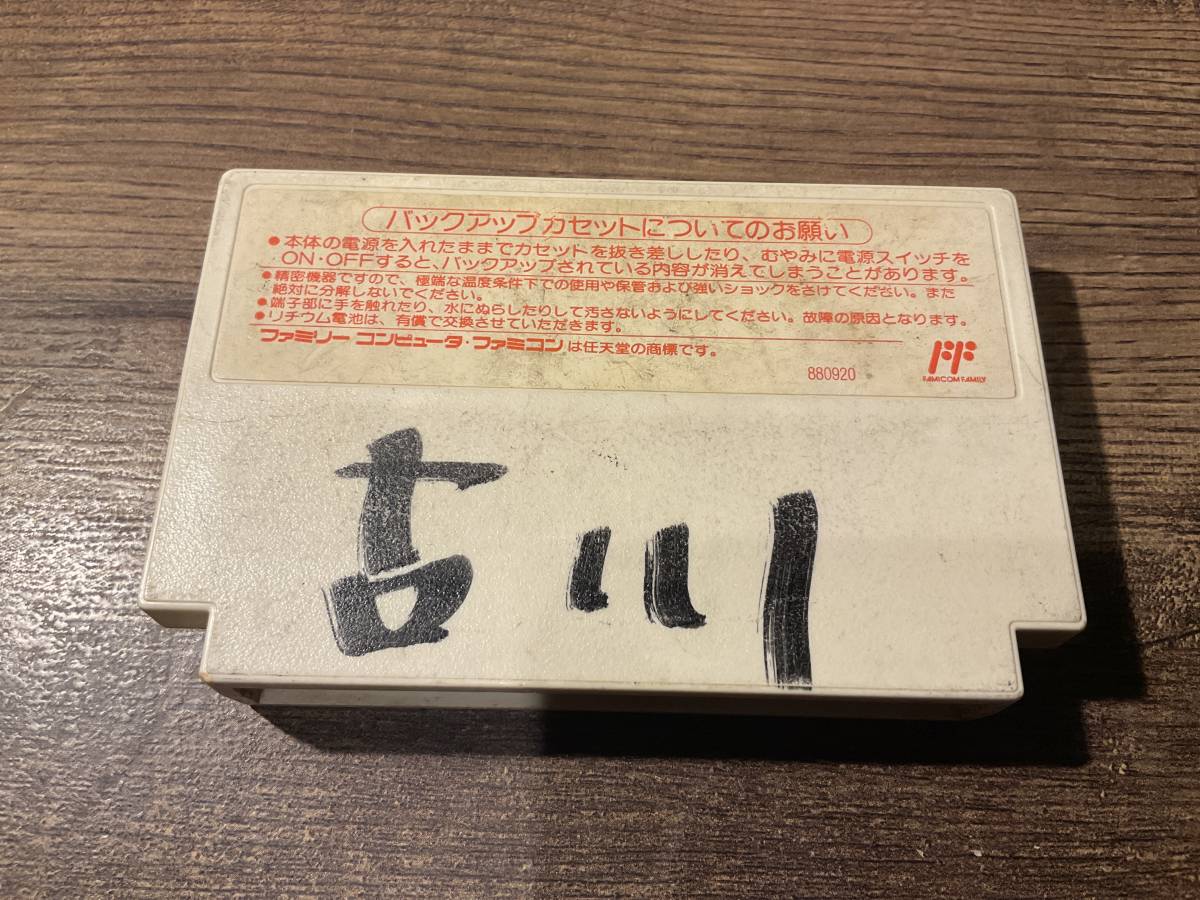 バックアップカセットについてのお願い
●本体の電源を入れたままでカセットを抜き差ししたり、むやみに電源スイッチを
ON・OFFすると、バックアップされている内容が消えてしまうことがあります。
●精密機器ですので、極端な温度条件下での使用や保管および強いショックをさけてください。また
絶対に分解しないでください。
●端子部に手を触れたり、水にぬらしたりして汚さないようにしてください。故障の原因となります。
●リチウム電池は、有償で交換させていただきます。
ファミリー コンピュータ・ファミコンは任天堂の商標です。
880920
FF
FAMICOM FAMILY
古川